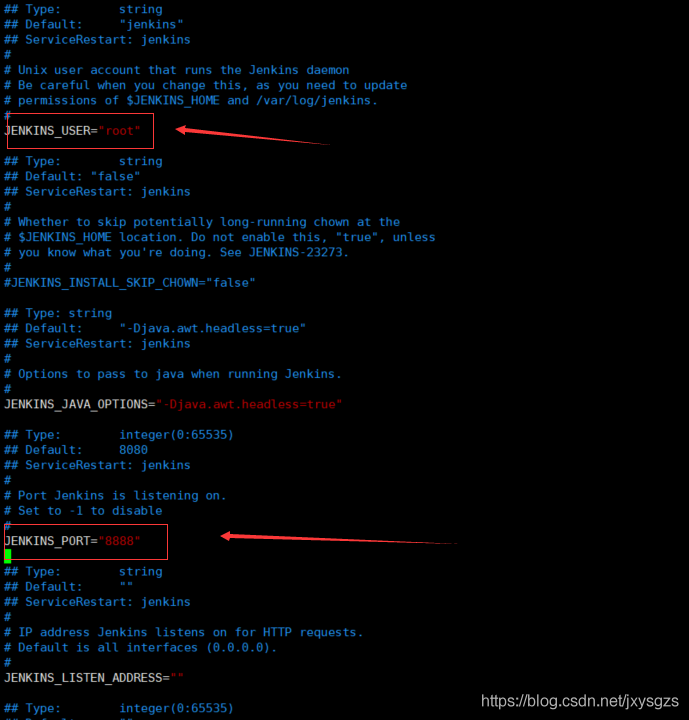 ## Type:        string
## Default:     "jenkins"
## ServiceRestart: jenkins
#
# Unix user account that runs the Jenkins daemon
# Be careful when you change this, as you need to update
# permissions of $JENKINS_HOME and /var/log/jenkins.
#
JENKINS_USER="root"
## Type:        string
## Default: "false"
## ServiceRestart: jenkins
#
# Whether to skip potentially long-running chown at the
# $JENKINS_HOME location. Do not enable this, "true", unless
# you know what you're doing. See JENKINS-23273.
#
#JENKINS_INSTALL_SKIP_CHOWN="false"
## Type: string
## Default:     "-Djava.awt.headless=true"
## ServiceRestart: jenkins
#
# Options to pass to java when running Jenkins.
#
JENKINS_JAVA_OPTIONS="-Djava.awt.headless=true"
## Type:        integer(0:65535)
## Default:     8080
## ServiceRestart: jenkins
#
# Port Jenkins is listening on.
# Set to -1 to disable
#
JENKINS_PORT="8888"
## Type:        string
## Default:     ""
## ServiceRestart: jenkins
#
# IP address Jenkins listens on for HTTP requests.
# Default is all interfaces (0.0.0.0).
#
JENKINS_LISTEN_ADDRESS=""
## Type:        integer(0:65535)
https://blog.csdn.net/jxysgzs